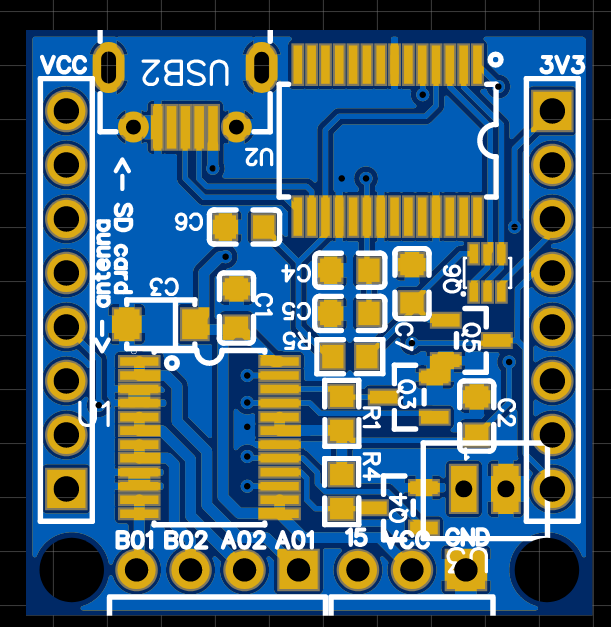 VCC
USB2
3V3
U2
<- SD card
antenna ->
C6
C4
C3
C1
C5
R5
C7
Q6
Q5
Q3
C2
R1
U1
R4
Q4
B01 B02 A02 A01 15 VCC GND
U3